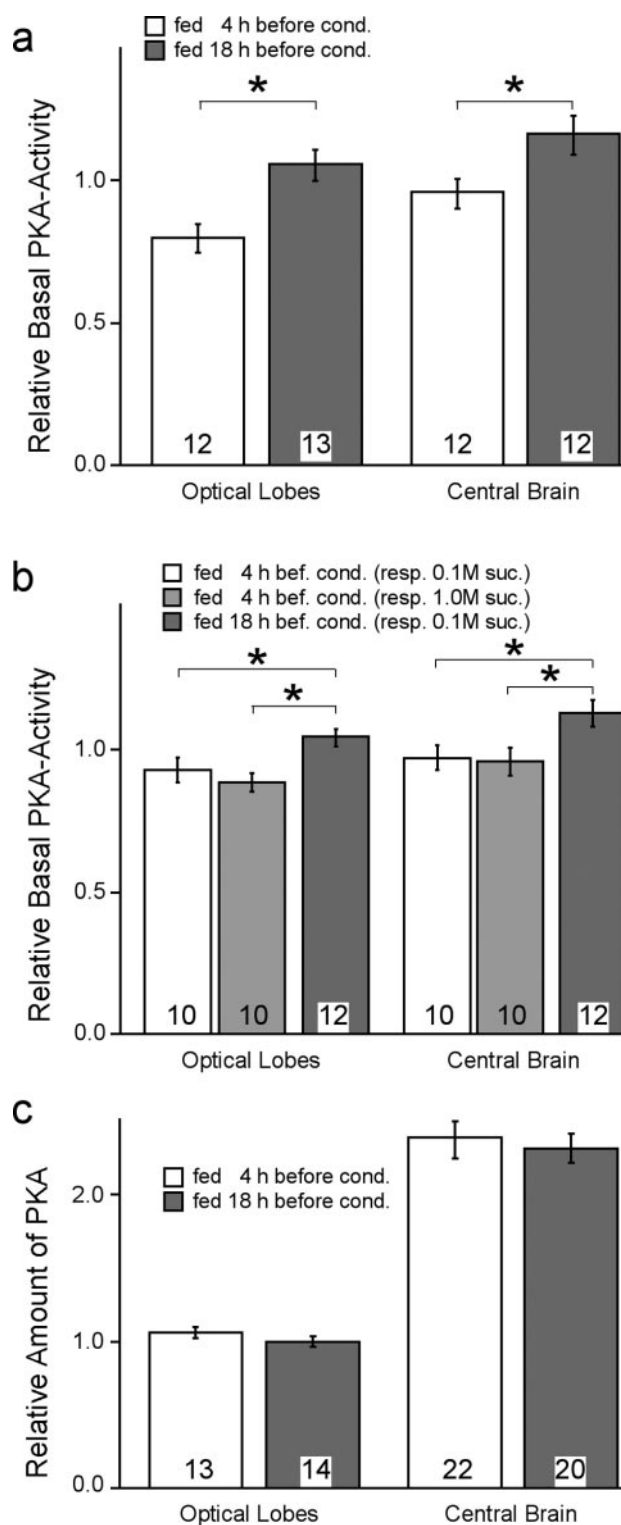 a
fed 4 h before cond.
fed 18 h before cond.
Relative Basal PKA-Activity
* *
1.0
0.5
0.0
12 13 12 12
Optical Lobes Central Brain
b
fed 4 h bef. cond. (resp. 0.1M suc.)
fed 4 h bef. cond. (resp. 1.0M suc.)
fed 18 h bef. cond. (resp. 0.1M suc.)
Relative Basal PKA-Activity
* *
* *
1.0
0.5
0.0
10 10 12 10 10 12
Optical Lobes Central Brain
c
fed 4 h before cond.
fed 18 h before cond.
Relative Amount of PKA
2.0
1.0
0.0
13 14 22 20
Optical Lobes Central Brain